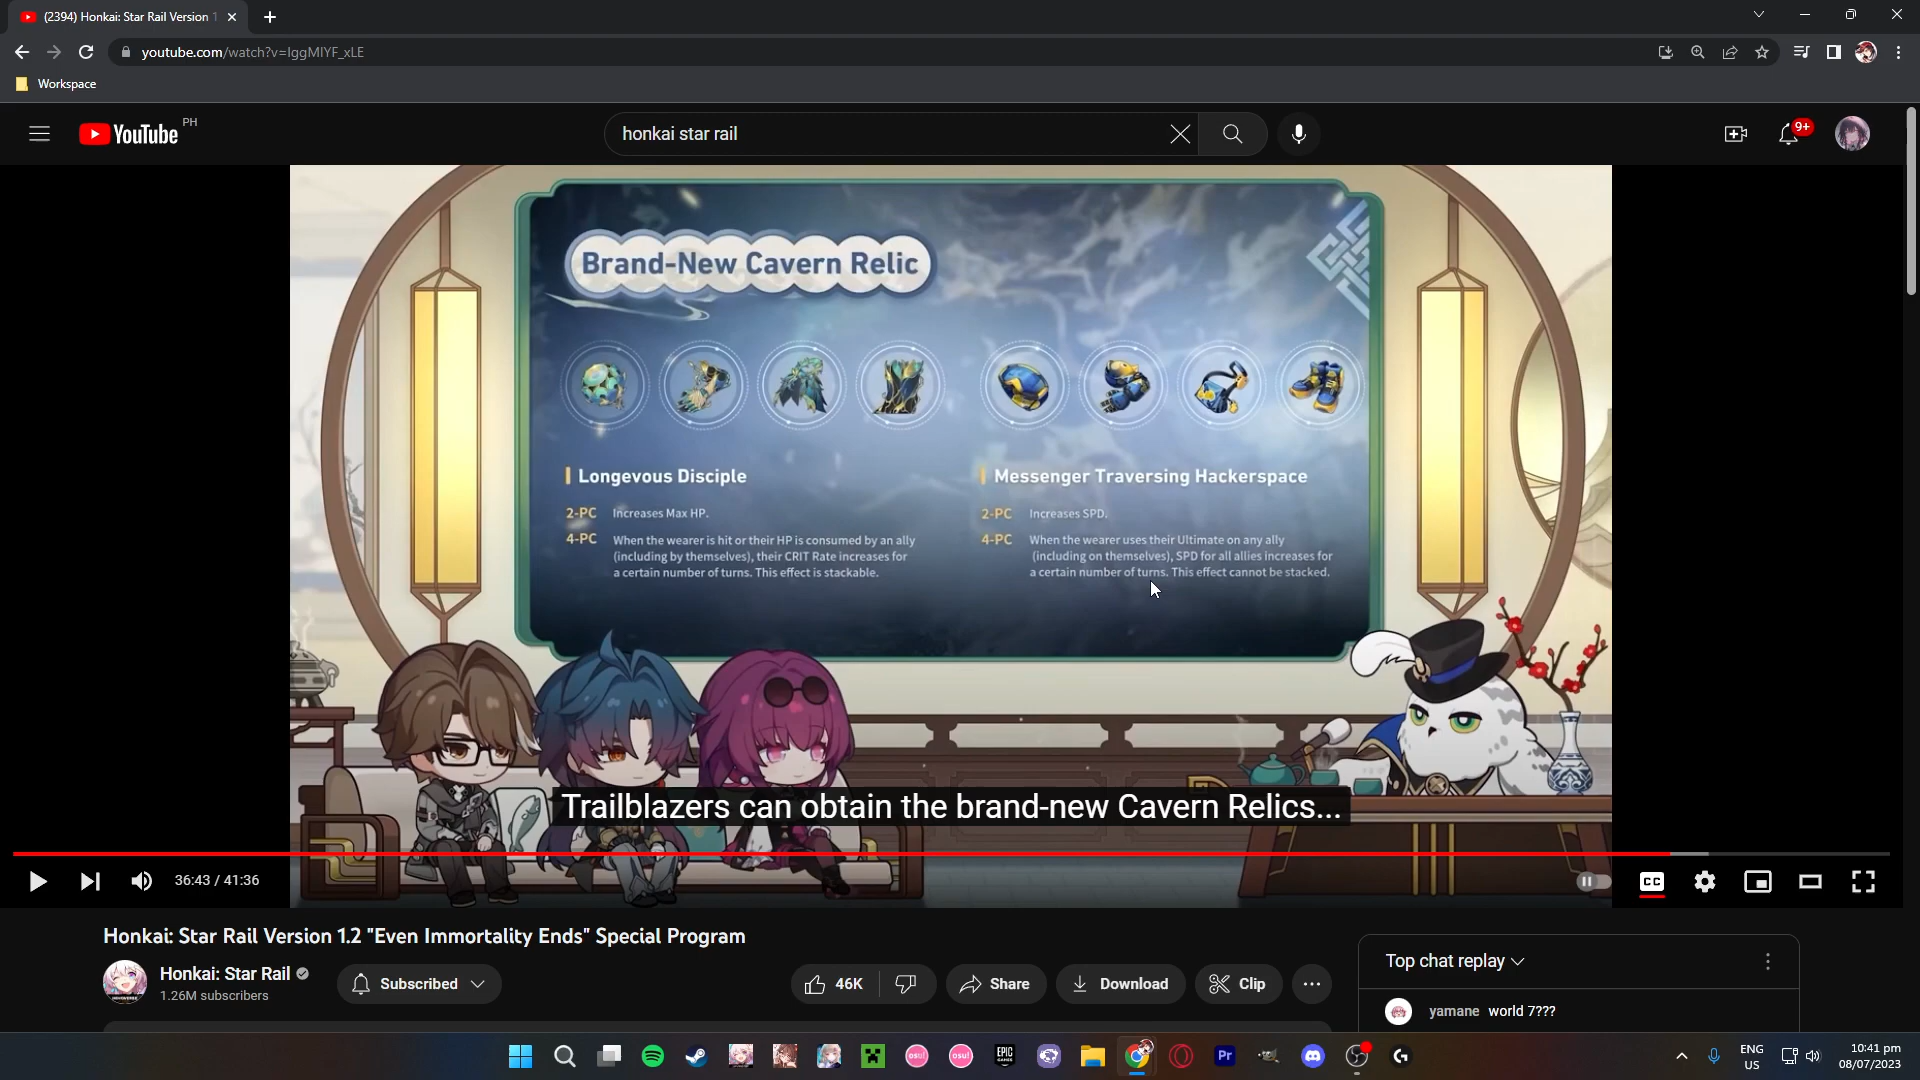 (2394) Honkai: Star Rail Version 1
youtube.com/watch?v=IggMIYF_xLE
Workspace
YouTube PH
honkai star rail
9+
Brand-New Cavern Relic
Longevous Disciple
2-PC Increases Max HP.
4-PC When the wearer is hit or their HP is consumed by an ally
(including by themselves), their CRIT Rate increases for
a certain number of turns. This effect is stackable.
Messenger Traversing Hackerspace
2-PC Increases SPD.
4-PC When the wearer uses their Ultimate on any ally
(including on themselves), SPD for all allies increases for
a certain number of turns. This effect cannot be stacked.
Trailblazers can obtain the brand-new Cavern Relics...
36:43 / 41:36
CC
Honkai: Star Rail Version 1.2 "Even Immortality Ends" Special Program
Honkai: Star Rail
1.26M subscribers
Subscribed
46K
Share
Download
Clip
Top chat replay
yamane world 7???
osu!
osu!
EPIC
GAMES
Pr
ENG
US
10:41 pm
08/07/2023